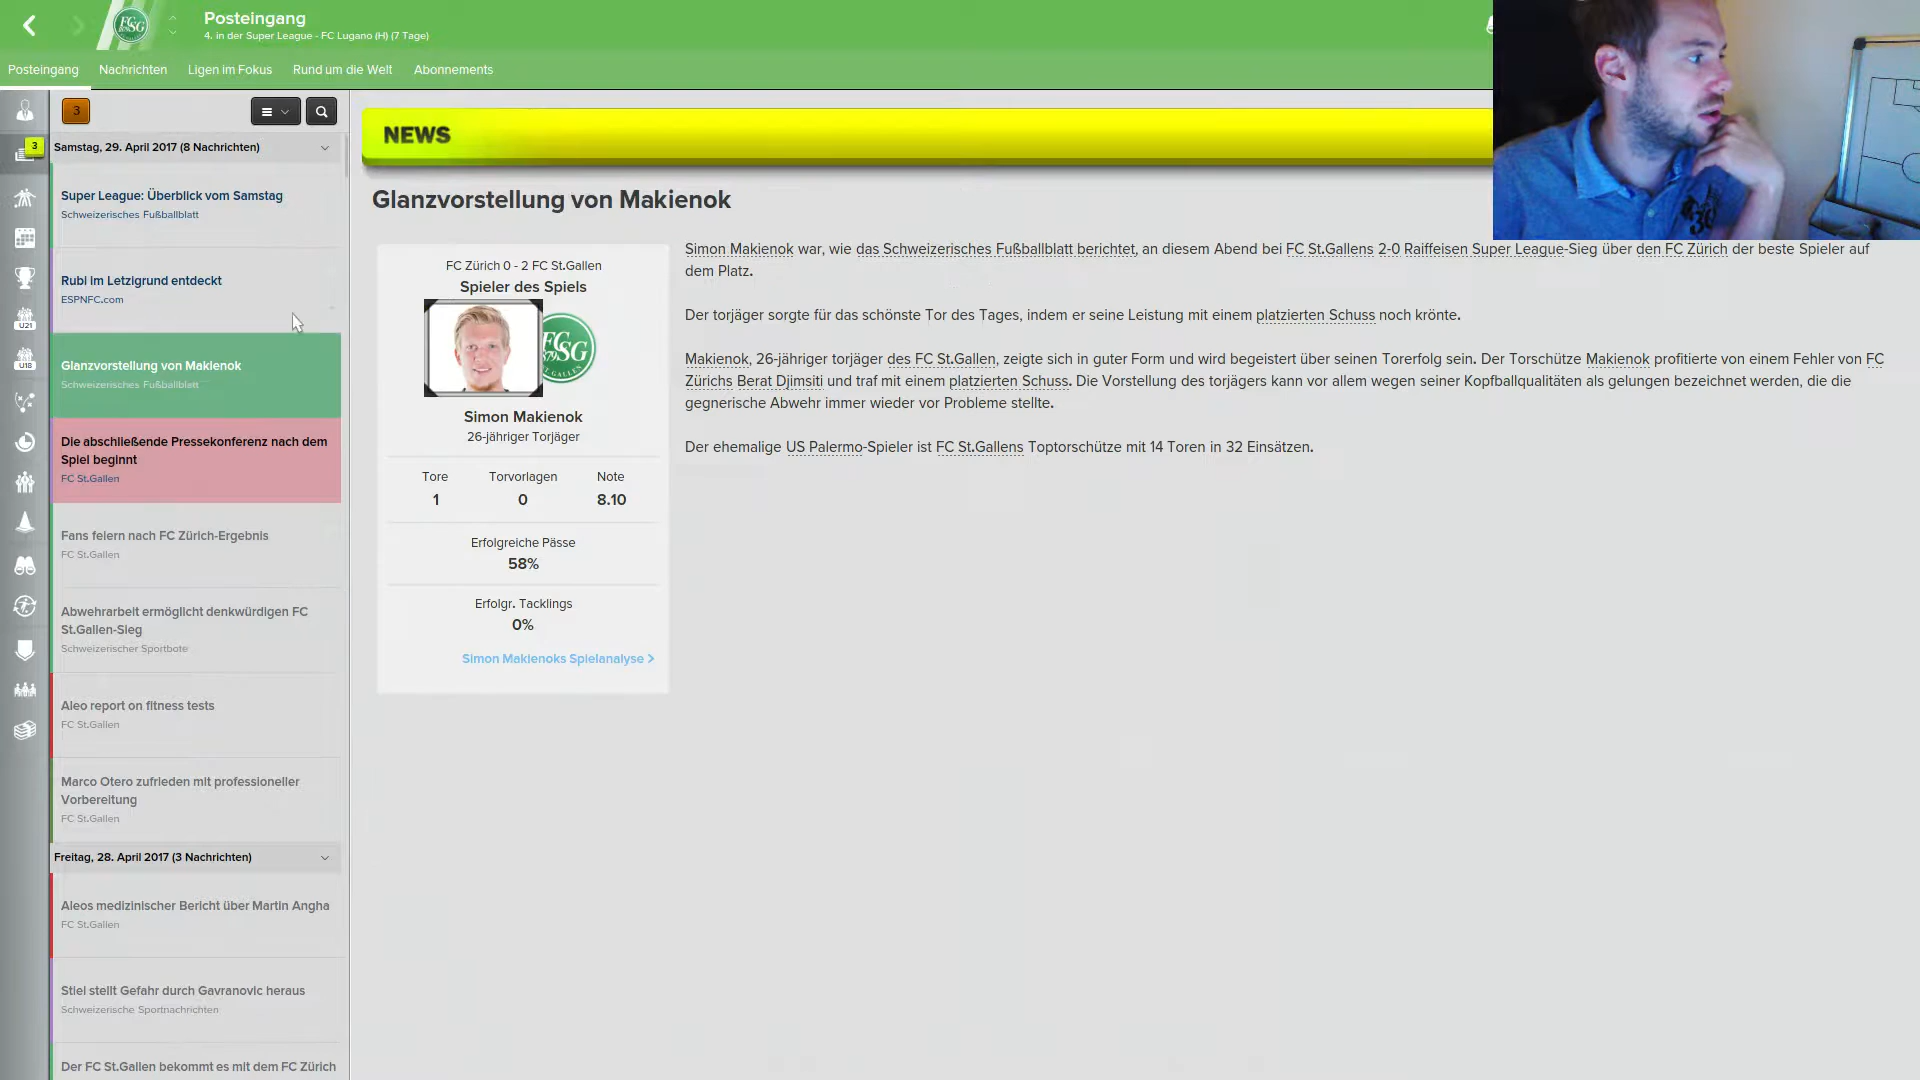 Posteingang
4. in der Super League - FC Lugano (H) (7 Tage)
Posteingang
Nachrichten
Ligen im Fokus
Rund um die Welt
Abonnements
3
3
U21
U18
Samstag, 29. April 2017 (8 Nachrichten)
Super League: Überblick vom Samstag
Schweizerisches Fußballblatt
Rubi im Letzigrund entdeckt
ESPNFC.com
Glanzvorstellung von Makienok
Schweizerisches Fußballblatt
Die abschließende Pressekonferenz nach dem
Spiel beginnt
FC St.Gallen
Fans feiern nach FC Zürich-Ergebnis
FC St.Gallen
Abwehrarbeit ermöglicht denkwürdigen FC
St.Gallen-Sieg
Schweizerischer Sportbote
Aleo report on fitness tests
FC St.Gallen
Marco Otero zufrieden mit professioneller
Vorbereitung
FC St.Gallen
Freitag, 28. April 2017 (3 Nachrichten)
Aleos medizinischer Bericht über Martin Angha
FC St.Gallen
Stiel stellt Gefahr durch Gavranovic heraus
Schweizerische Sportnachrichten
Der FC St.Gallen bekommt es mit dem FC Zürich
NEWS
Glanzvorstellung von Makienok
FC Zürich 0 - 2 FC St.Gallen
Spieler des Spiels
Simon Makienok
26-jähriger Torjäger
Tore Torvorlagen Note
1 0 8.10
Erfolgreiche Pässe
58%
Erfolgr. Tacklings
0%
Simon Makienoks Spielanalyse >
Simon Makienok war, wie das Schweizerisches Fußballblatt berichtet, an diesem Abend bei FC St.Gallens 2-0 Raiffeisen Super League-Sieg über den FC Zürich der beste Spieler auf
dem Platz.
Der torjäger sorgte für das schönste Tor des Tages, indem er seine Leistung mit einem platzierten Schuss noch krönte.
Makienok, 26-jähriger torjäger des FC St.Gallen, zeigte sich in guter Form und wird begeistert über seinen Torerfolg sein. Der Torschütze Makienok profitierte von einem Fehler von FC
Zürichs Berat Djimsiti und traf mit einem platzierten Schuss. Die Vorstellung des torjägers kann vor allem wegen seiner Kopfballqualitäten als gelungen bezeichnet werden, die die
gegnerische Abwehr immer wieder vor Probleme stellte.
Der ehemalige US Palermo-Spieler ist FC St.Gallens Toptorschütze mit 14 Toren in 32 Einsätzen.